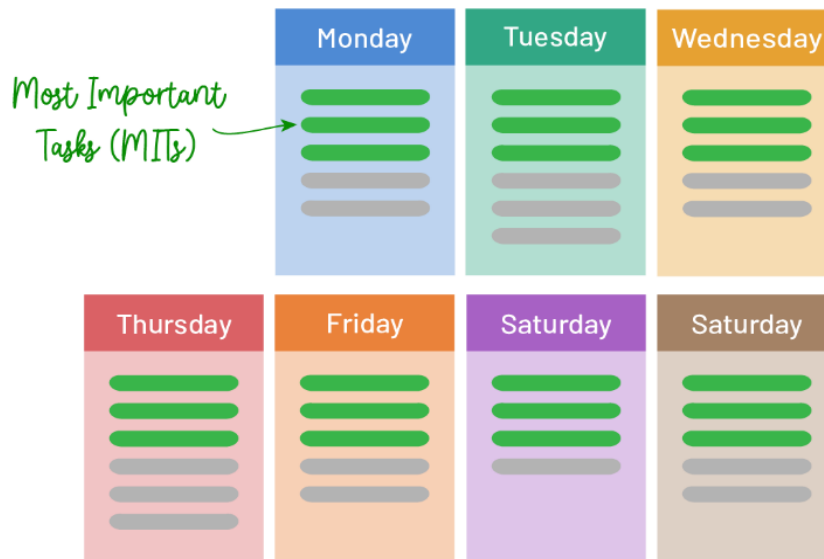 Monday
Tuesday
Wednesday
Most Important
Tasks (MITs)
Thursday
Friday
Saturday
Saturday